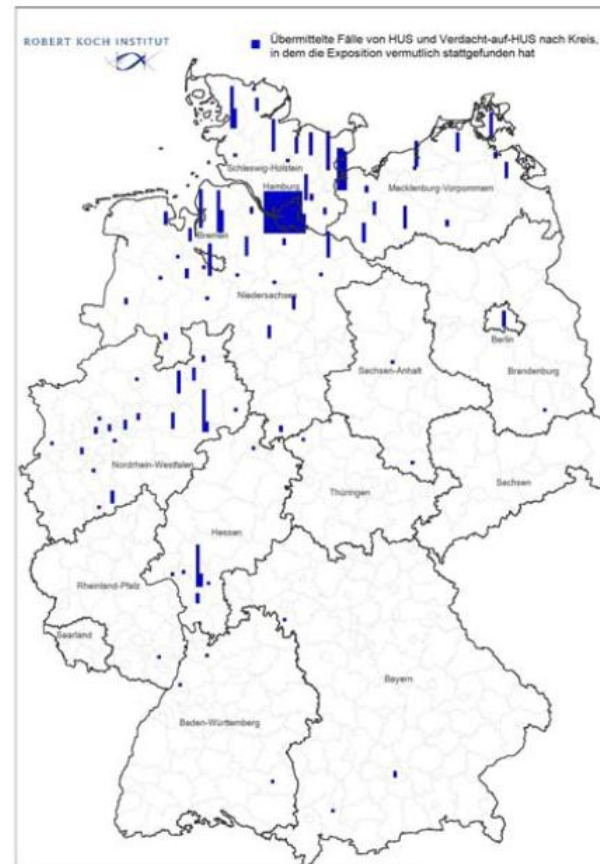 ROBERT KOCH INSTITUT
Übermittelte Fälle von HUS und Verdacht-auf-HUS nach Kreis,
in dem die Exposition vermutlich stattgefunden hat
Schleswig-Holstein
Hamburg
Mecklenburg-Vorpommern
Bremen
Niedersachsen
Berlin
Sachsen-Anhalt
Brandenburg
Nordrhein-Westfalen
Sachsen
Thüringen
Hessen
Rheinland-Pfalz
Saarland
Bayern
Baden-Württemberg